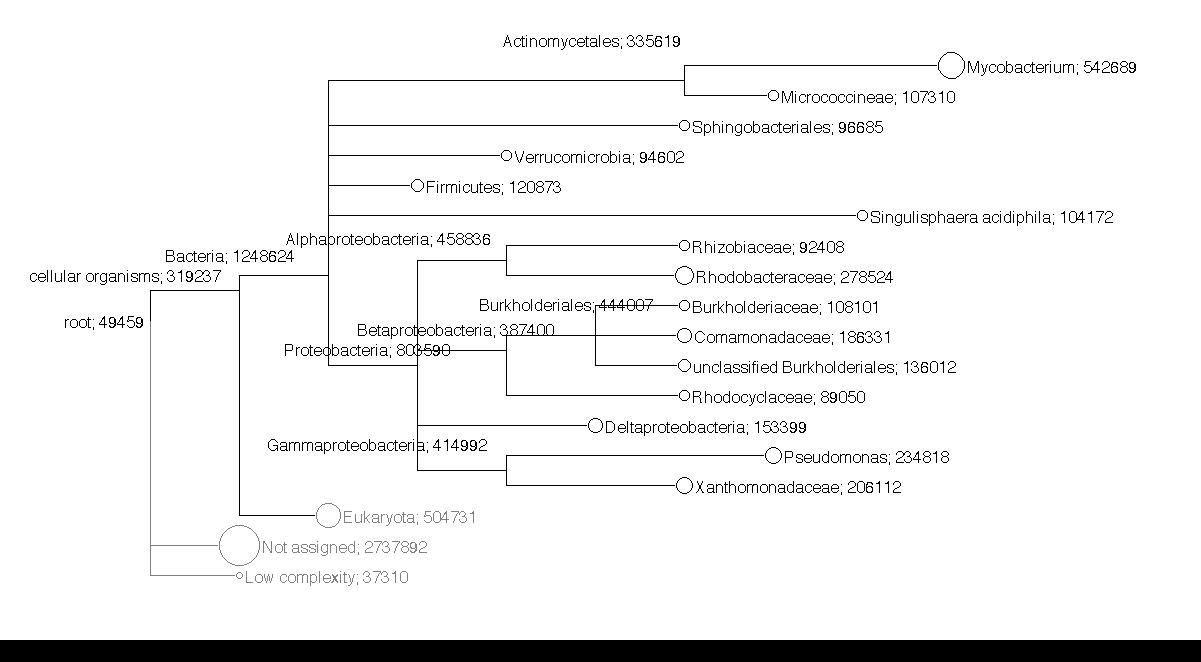 Actinomycetales; 335619
Mycobacterium; 542689
Micrococcineae; 107310
Sphingobacteriales; 96685
Verrucomicrobia; 94602
Firmicutes; 120873
Singulisphaera acidiphila; 104172
Alphaproteobacteria; 458836
Rhizobiaceae; 92408
Bacteria; 1248624
cellular organisms; 319237
Rhodobacteraceae; 278524
Burkholderiales; 444007
Burkholderiaceae; 108101
root; 49459
Betaproteobacteria; 387400
Comamonadaceae; 186331
Proteobacteria; 803590
unclassified Burkholderiales; 136012
Rhodocyclaceae; 89050
Deltaproteobacteria; 153399
Gammaproteobacteria; 414992
Pseudomonas; 234818
Xanthomonadaceae; 206112
Eukaryota; 504731
Not assigned; 2737892
Low complexity; 37310